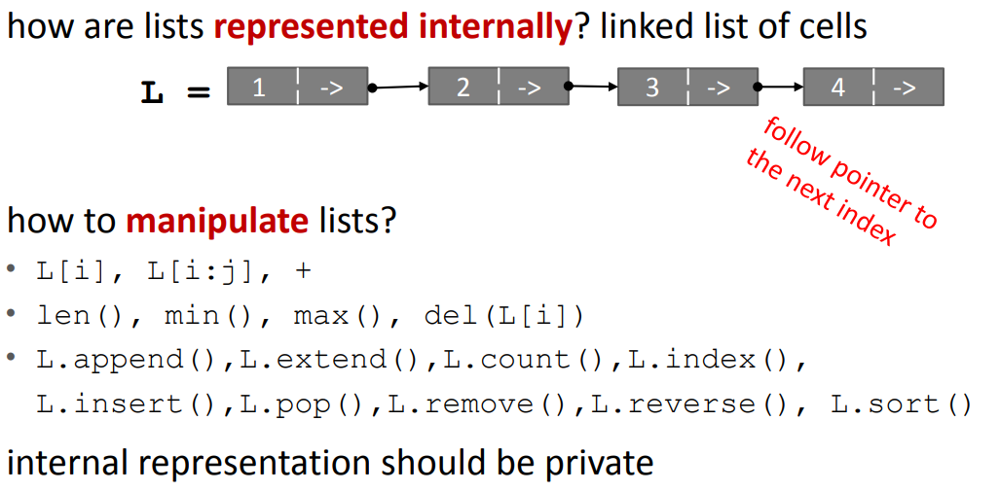 how are lists represented internally? linked list of cells
L = 1 -> 2 -> 3 -> 4 ->
follow pointer to
the next index
how to manipulate lists?
• L[i], L[i:j], +
• len(), min(), max(), del(L[i])
• L.append(),L.extend(),L.count(),L.index(),
L.insert(),L.pop(),L.remove(),L.reverse(), L.sort()
internal representation should be private